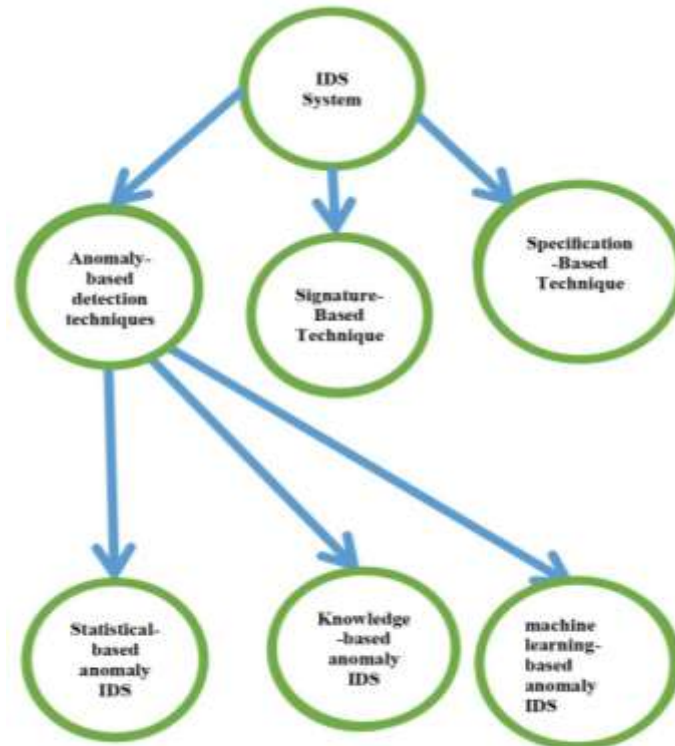 IDS
System
Anomaly-
based
detection
techniques
Signature-
Based
Technique
Specification
-Based
Technique
Statistical-
based
anomaly
IDS
Knowledge
-based
anomaly
IDS
machine
learning-
based
anomaly
IDS